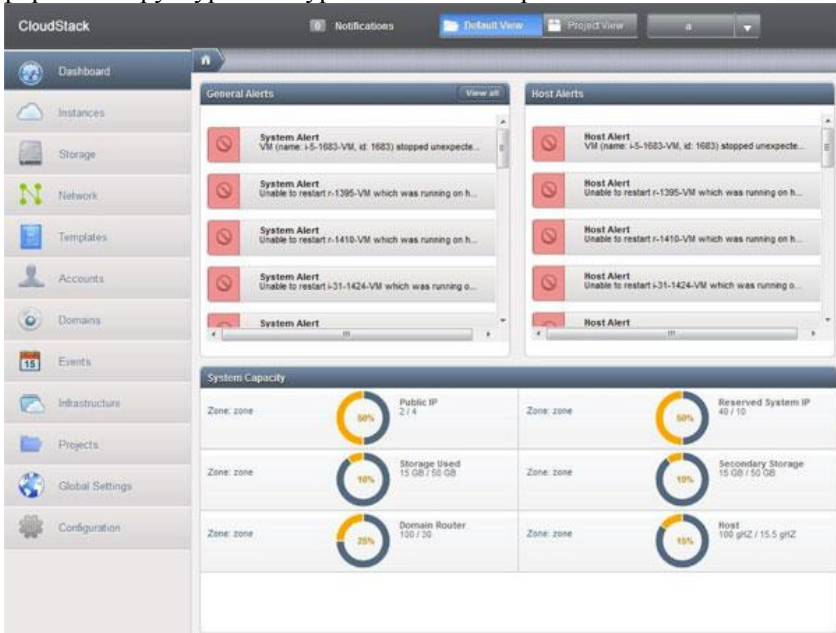 CloudStack
0 Notifications
Default View
Project View
a
Dashboard
Instances
Storage
Network
Templates
Accounts
Domains
15
Events
Infrastructure
Projects
Global Settings
Configuration
General Alerts
View all
System Alert
VM (name: i-5-1683-VM, id: 1683) stopped unexpecte...
System Alert
Unable to restart r-1395-VM which was running on h...
System Alert
Unable to restart r-1410-VM which was running on h...
System Alert
Unable to restart i-31-1424-VM which was running o...
System Alert
Host Alerts
Host Alert
VM (name: i-5-1683-VM, id: 1683) stopped unexpecte...
Host Alert
Unable to restart r-1395-VM which was running on h...
Host Alert
Unable to restart r-1410-VM which was running on h...
Host Alert
Unable to restart i-31-1424-VM which was running o...
Host Alert
System Capacity
Zone: zone
50%
Public IP
2 / 4
Zone: zone
50%
Reserved System IP
40 / 10
Zone: zone
10%
Storage Used
15 GB / 50 GB
Zone: zone
10%
Secondary Storage
15 GB / 50 GB
Zone: zone
25%
Domain Router
100 / 30
Zone: zone
15%
Host
100 gHZ / 15.5 gHZ